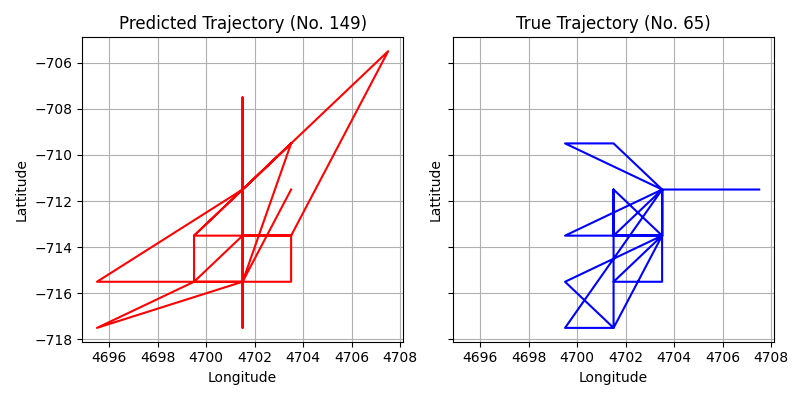 Predicted Trajectory (No. 149)
True Trajectory (No. 65)
Lattitude
−706
−708
−710
−712
−714
−716
−718
4696 4698 4700 4702 4704 4706 4708
Longitude
Lattitude
4696 4698 4700 4702 4704 4706 4708
Longitude